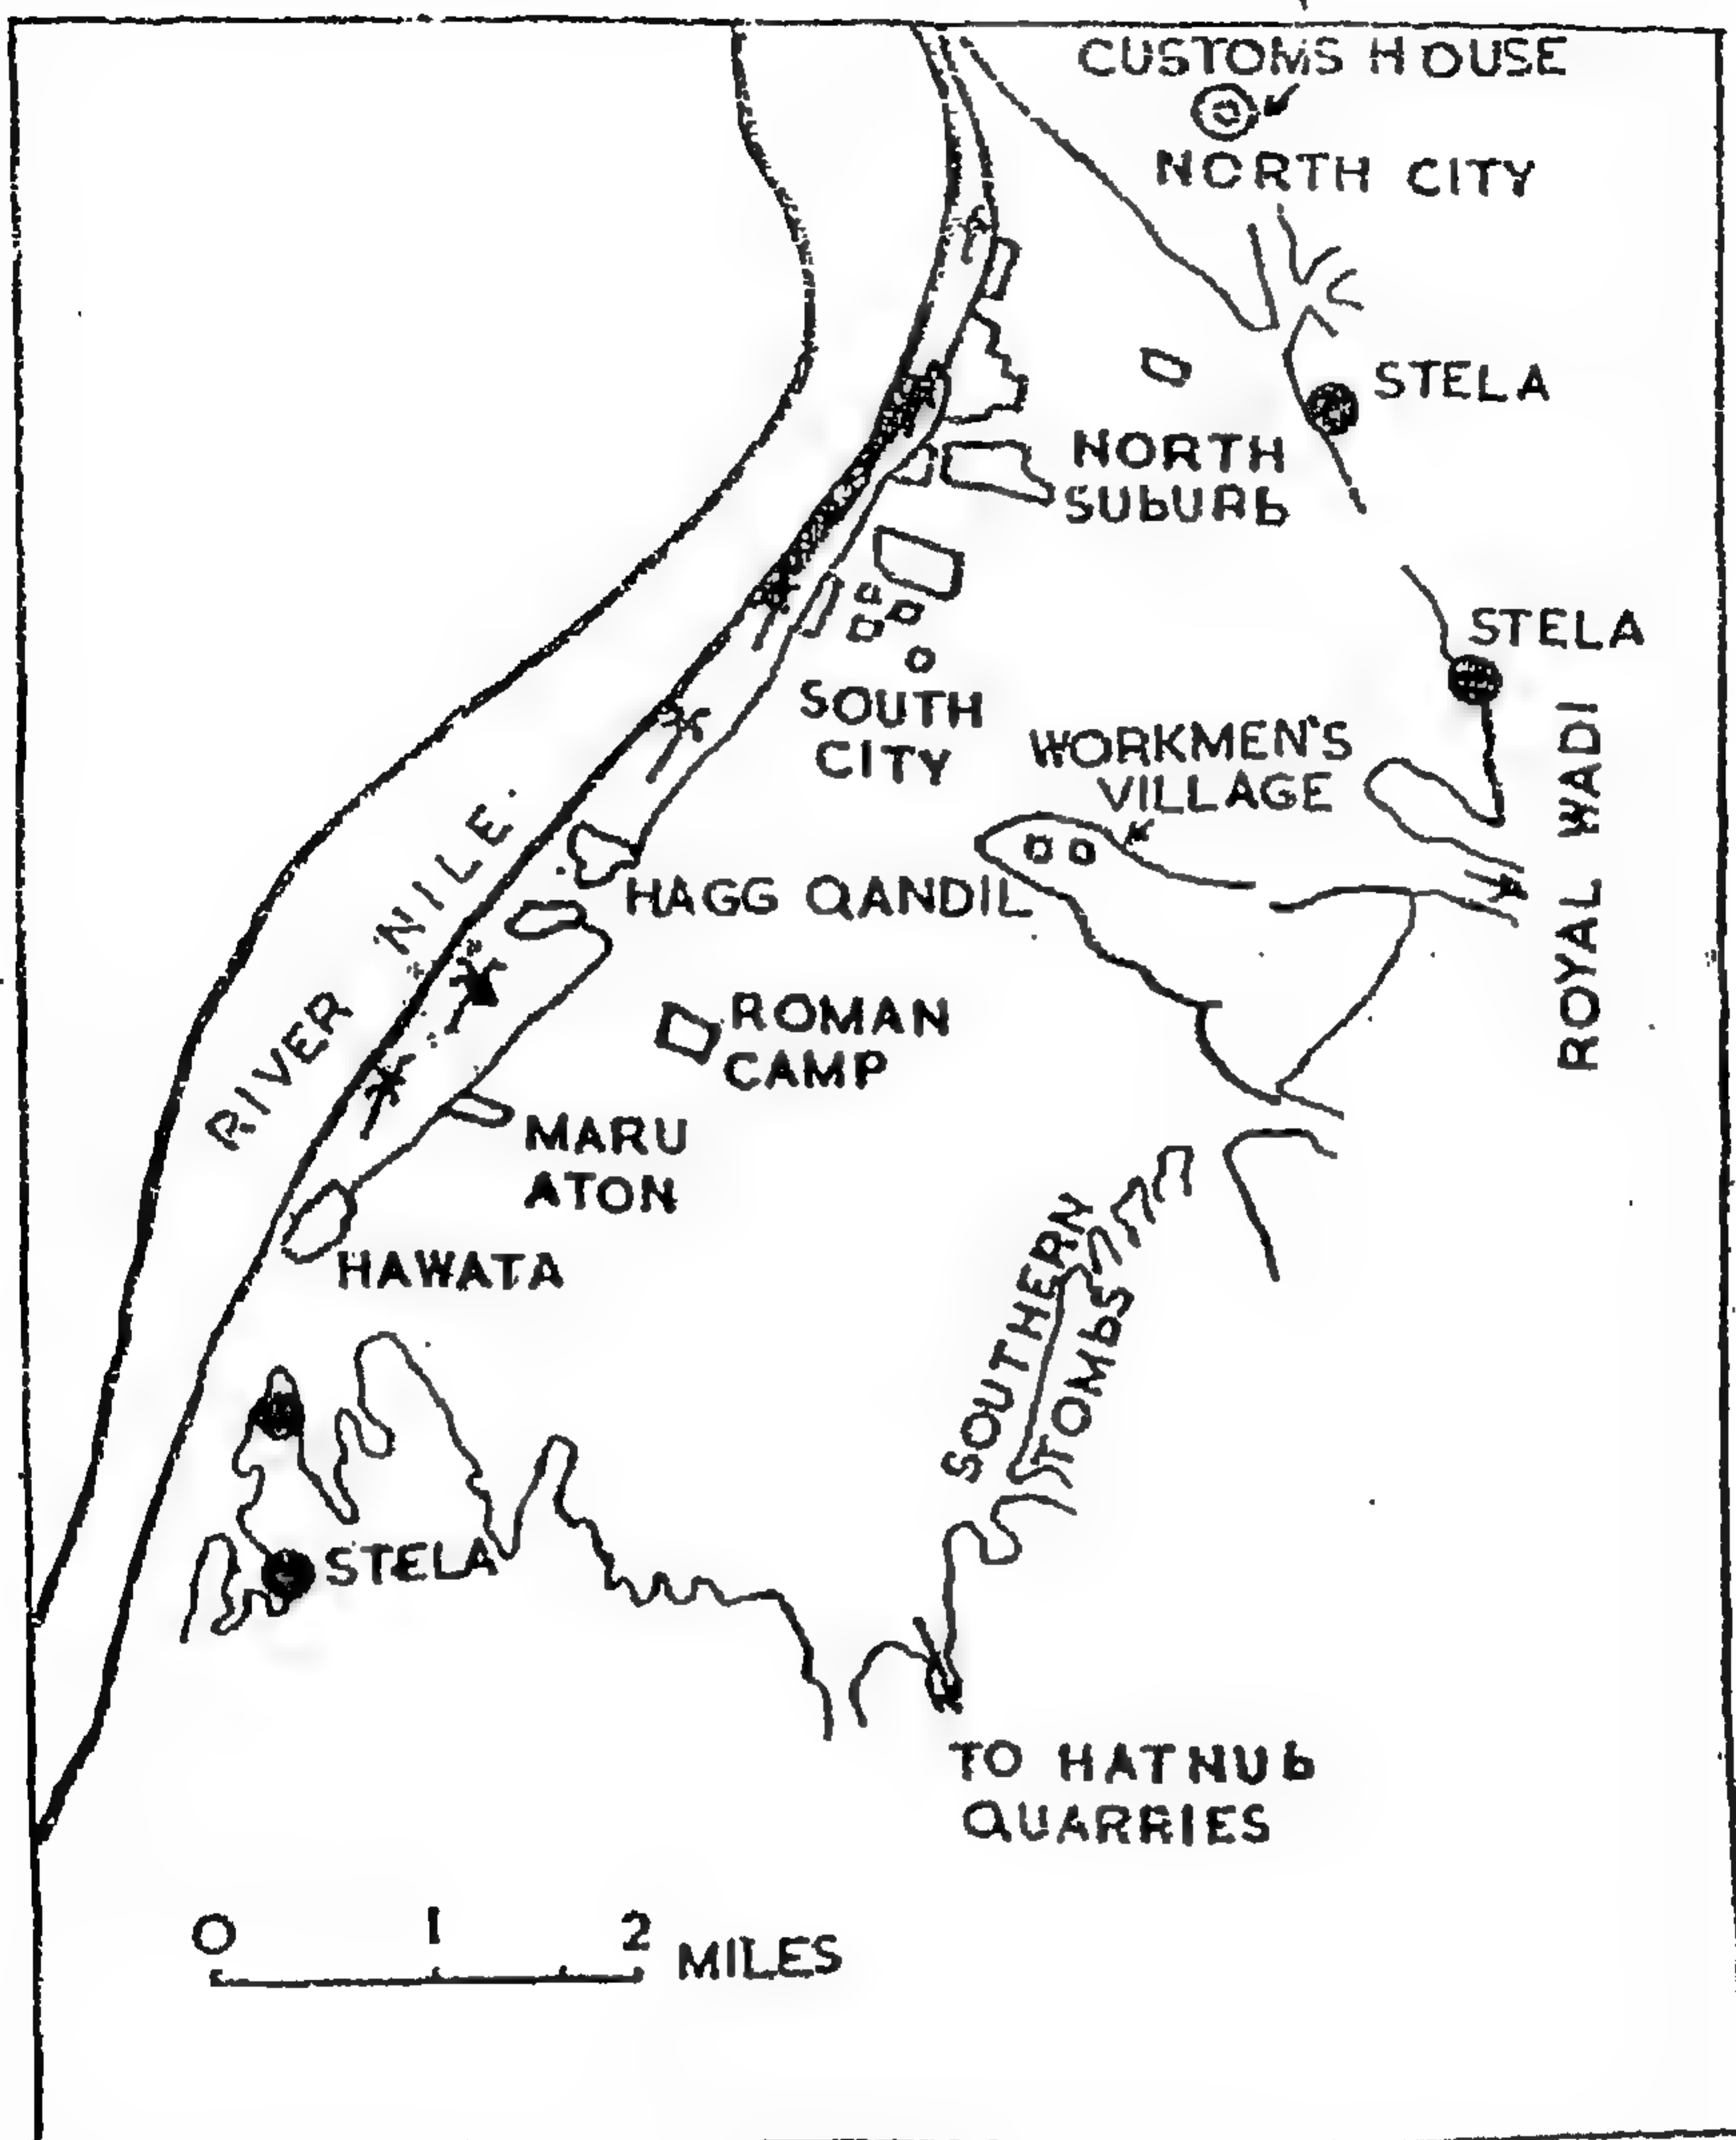 CUSTOMS HOUSE
NORTH CITY
STELA
NORTH
SUbURb
STELA
SOUTH
CITY
WORKMEN'S
VILLAGE
ROYAL WADI
RIVER NILE
HAGG QANDIL
ROMAN
CAMP
MARU
ATON
HAWATA
SOUTHERN
TOMbS
STELA
TO HATNUb
QUARRIES
0 1 2 MILES